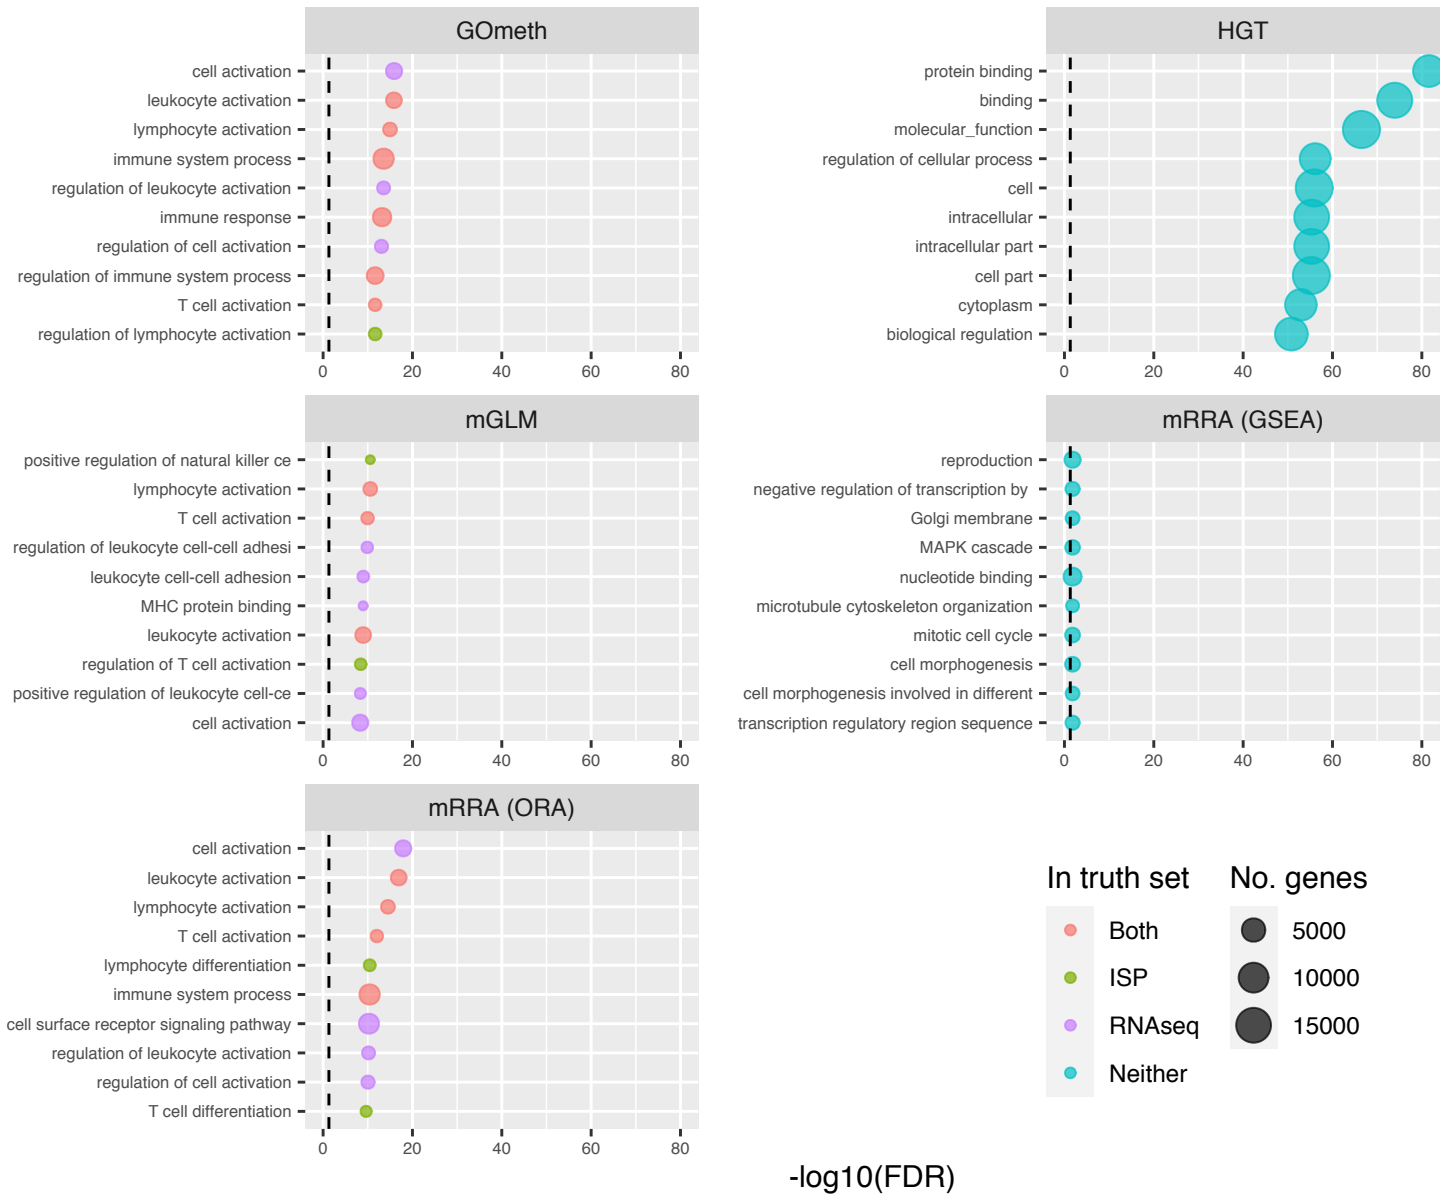 GOmeth
cell activation
leukocyte activation
lymphocyte activation
immune system process
regulation of leukocyte activation
immune response
regulation of cell activation
regulation of immune system process
T cell activation
regulation of lymphocyte activation
0 20 40 60 80
HGT
protein binding
binding
molecular_function
regulation of cellular process
cell
intracellular
intracellular part
cell part
cytoplasm
biological regulation
0 20 40 60 80
mGLM
positive regulation of natural killer ce
lymphocyte activation
T cell activation
regulation of leukocyte cell-cell adhesi
leukocyte cell-cell adhesion
MHC protein binding
leukocyte activation
regulation of T cell activation
positive regulation of leukocyte cell-ce
cell activation
0 20 40 60 80
mRRA (GSEA)
reproduction
negative regulation of transcription by
Golgi membrane
MAPK cascade
nucleotide binding
microtubule cytoskeleton organization
mitotic cell cycle
cell morphogenesis
cell morphogenesis involved in different
transcription regulatory region sequence
0 20 40 60 80
mRRA (ORA)
cell activation
leukocyte activation
lymphocyte activation
T cell activation
lymphocyte differentiation
immune system process
cell surface receptor signaling pathway
regulation of leukocyte activation
regulation of cell activation
T cell differentiation
0 20 40 60 80
In truth set
Both
ISP
RNAseq
Neither
No. genes
5000
10000
15000
-log10(FDR)